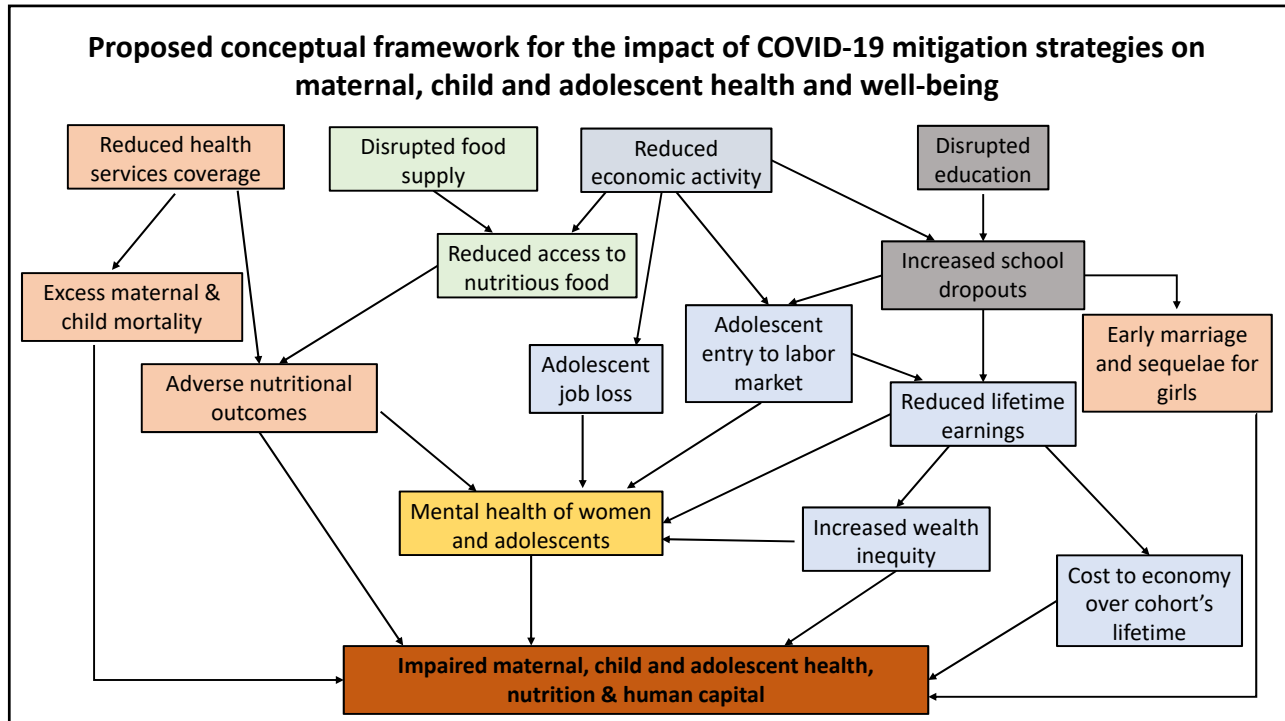 Proposed conceptual framework for the impact of COVID-19 mitigation strategies on
maternal, child and adolescent health and well-being
Reduced health
services coverage
Disrupted food
supply
Reduced
economic activity
Disrupted
education
Reduced access to
nutritious food
Increased school
dropouts
Excess maternal &
child mortality
Adolescent
entry to labor
market
Early marriage
and sequelae for
girls
Adverse nutritional
outcomes
Adolescent
job loss
Reduced lifetime
earnings
Mental health of women
and adolescents
Increased wealth
inequity
Cost to economy
over cohort’s
lifetime
Impaired maternal, child and adolescent health,
nutrition & human capital